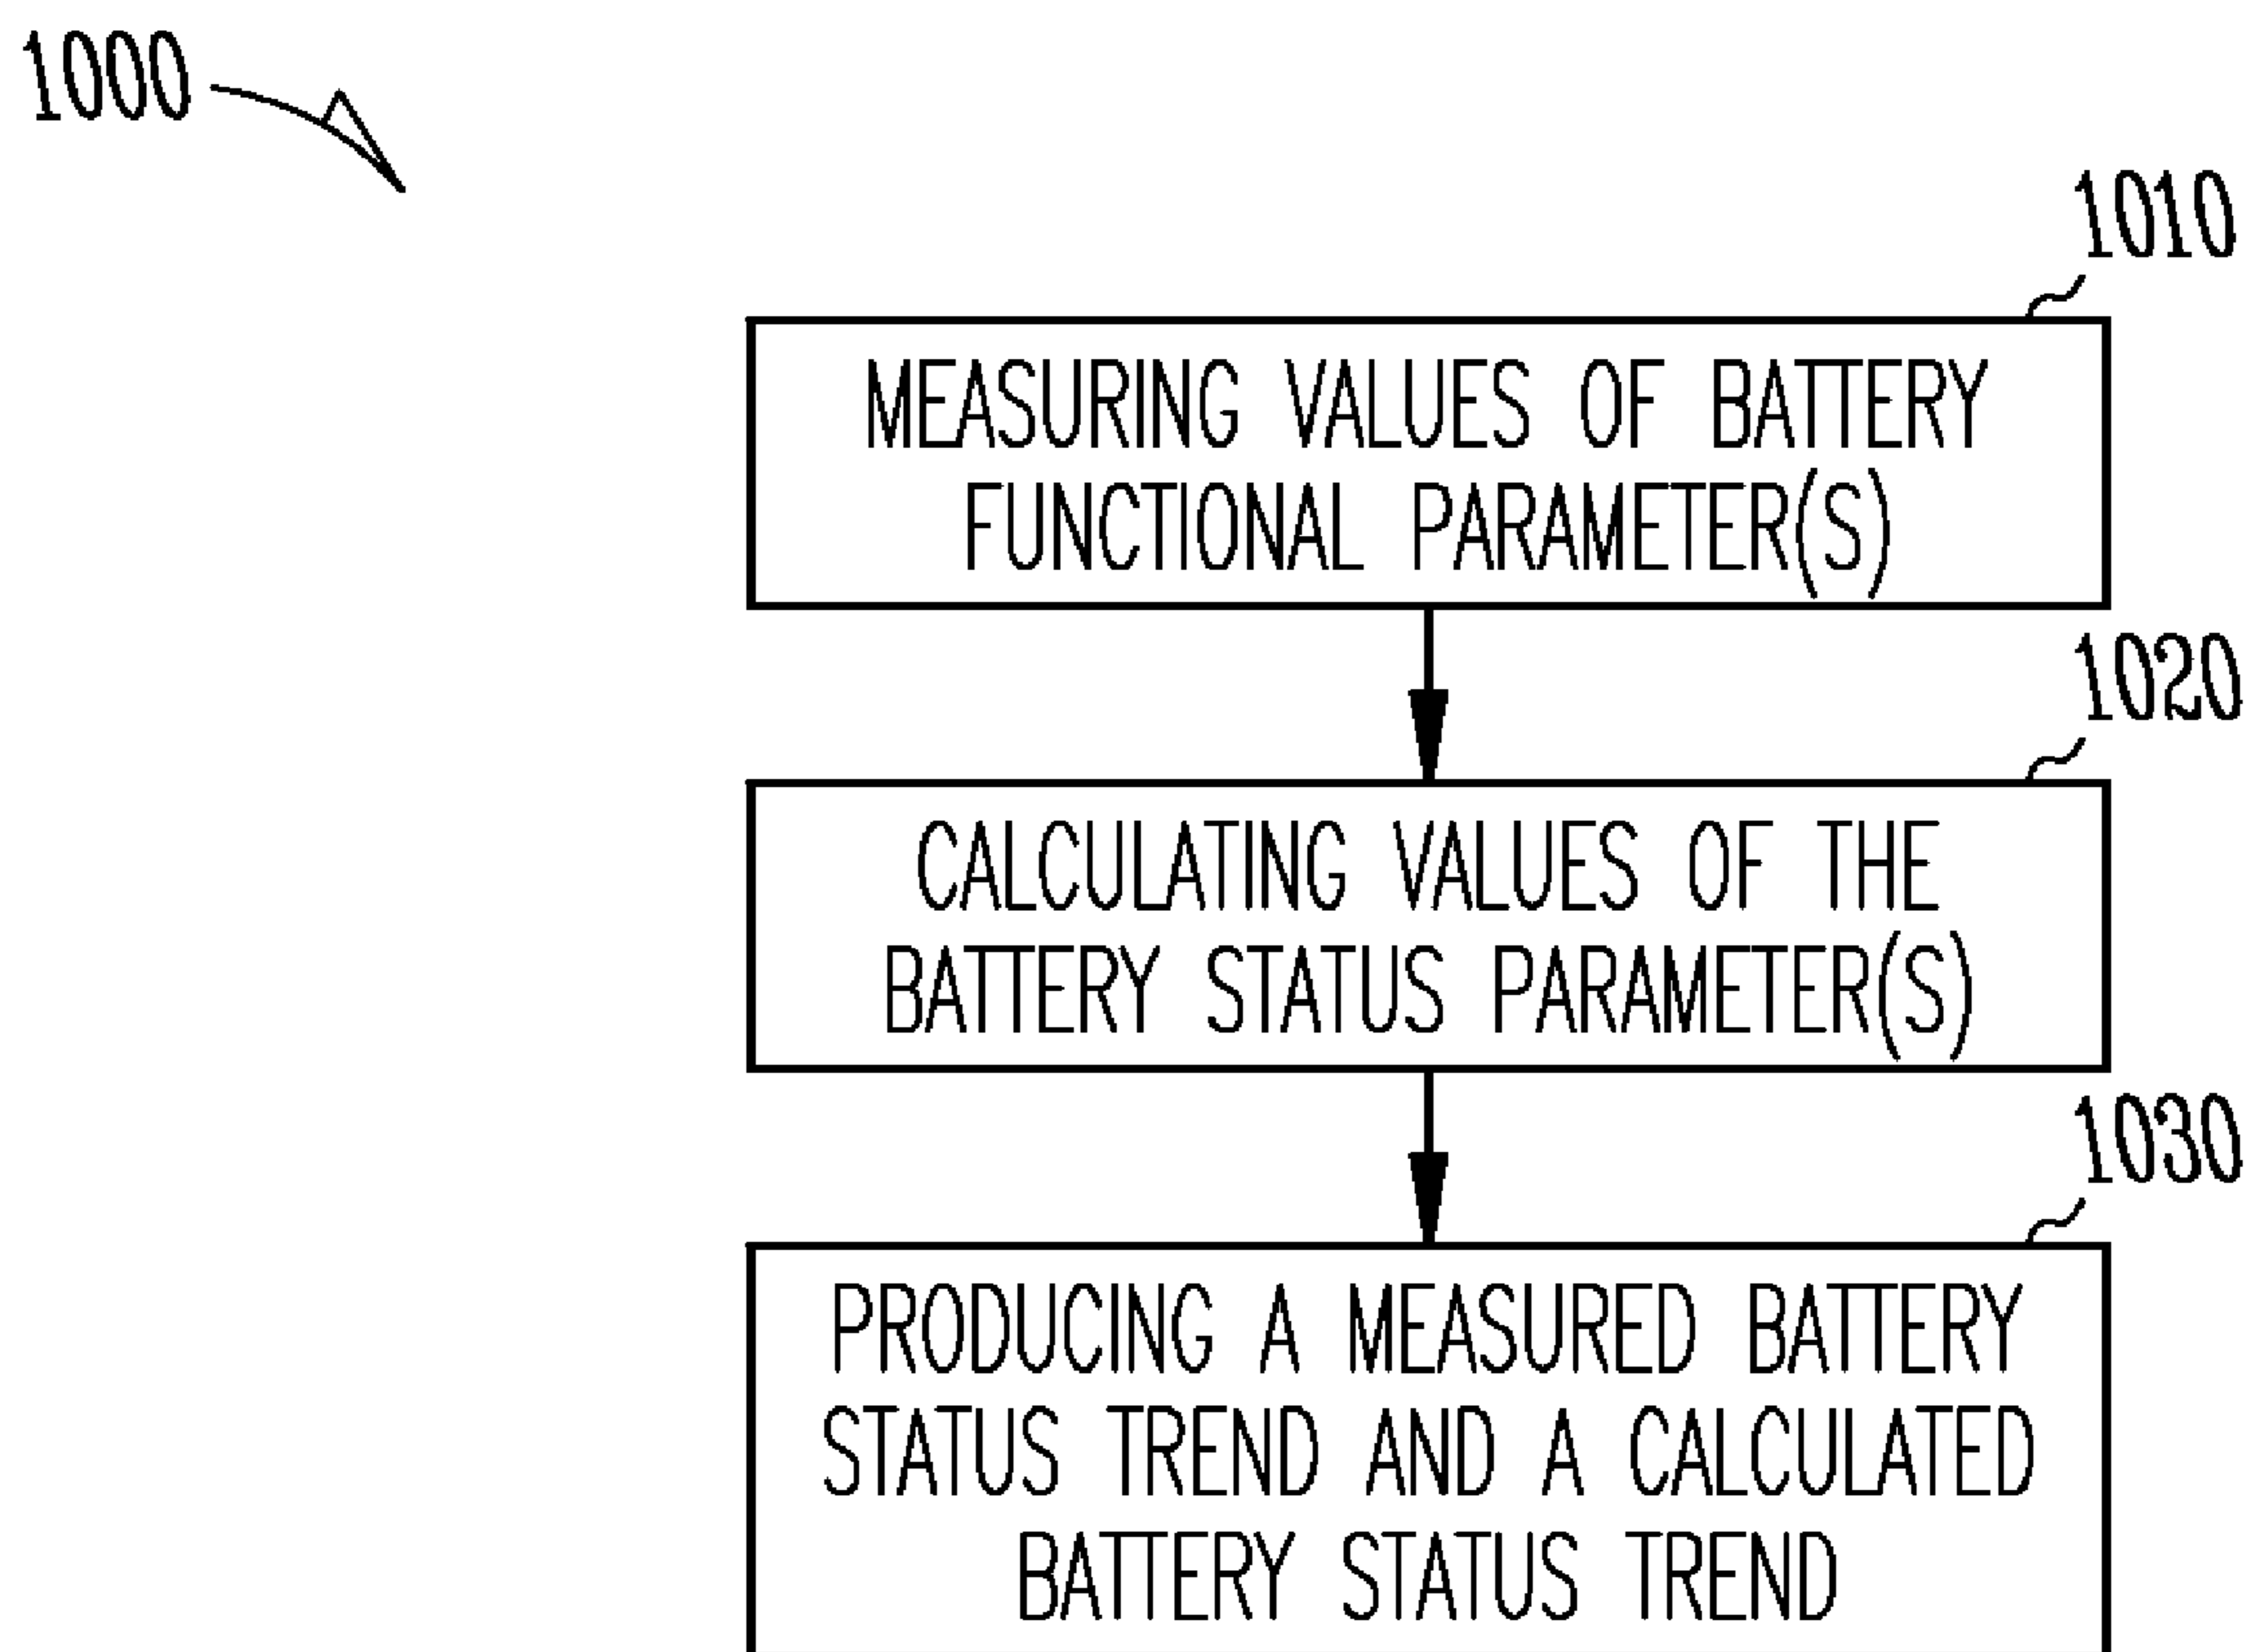 1000
1010
MEASURING VALUES OF BATTERY
FUNCTIONAL PARAMETER(S)
1020
CALCULATING VALUES OF THE
BATTERY STATUS PARAMETER(S)
1030
PRODUCING A MEASURED BATTERY
STATUS TREND AND A CALCULATED
BATTERY STATUS TREND